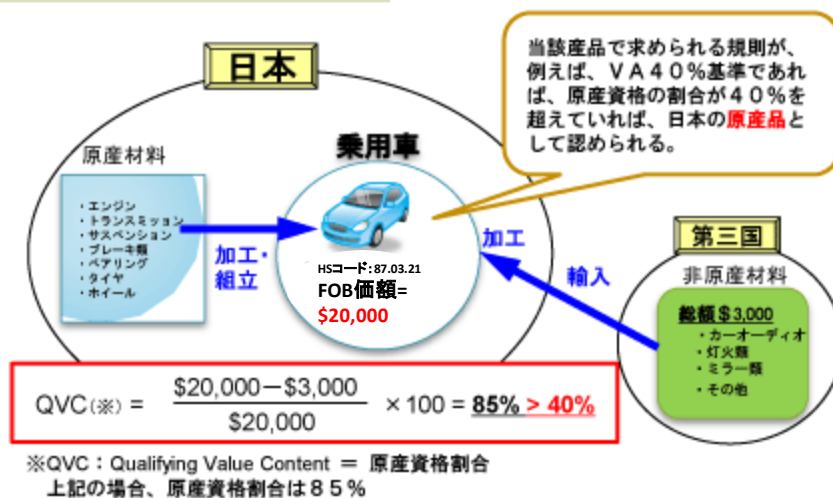 日本
当該産品で求められる規則が、
例えば、ＶＡ４０％基準であれ
ば、原産資格の割合が４０％を
超えていれば、日本の原産品と
して認められる。
原産材料
・エンジン
・トランスミッション
・サスペンション
・ブレーキ類
・ベアリング
・タイヤ
・ホイール
加工・
組立
乗用車
HSコード：87.03.21
FOB価額=
$20,000
加工
輸入
第三国
非原産材料
総額＄3,000
・カーオーディオ
・灯火類
・ミラー類
・その他
QVC(※) = $20,000－$3,000 / $20,000 ×100 = 85% > 40%
※QVC：Qualifying Value Content ＝ 原産資格割合
上記の場合、原産資格割合は８５％